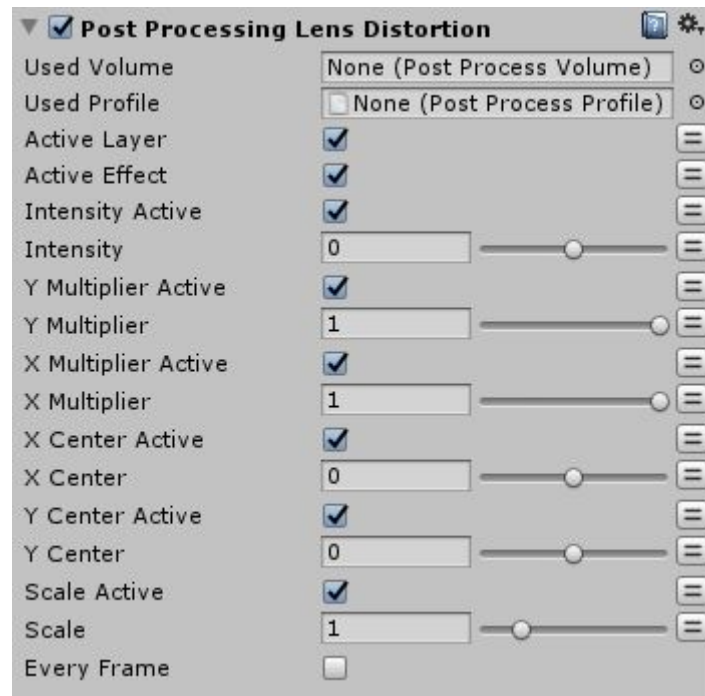 Post Processing Lens Distortion
Used Volume None (Post Process Volume)
Used Profile None (Post Process Profile)
Active Layer
Active Effect
Intensity Active
Intensity 0
Y Multiplier Active
Y Multiplier 1
X Multiplier Active
X Multiplier 1
X Center Active
X Center 0
Y Center Active
Y Center 0
Scale Active
Scale 1
Every Frame